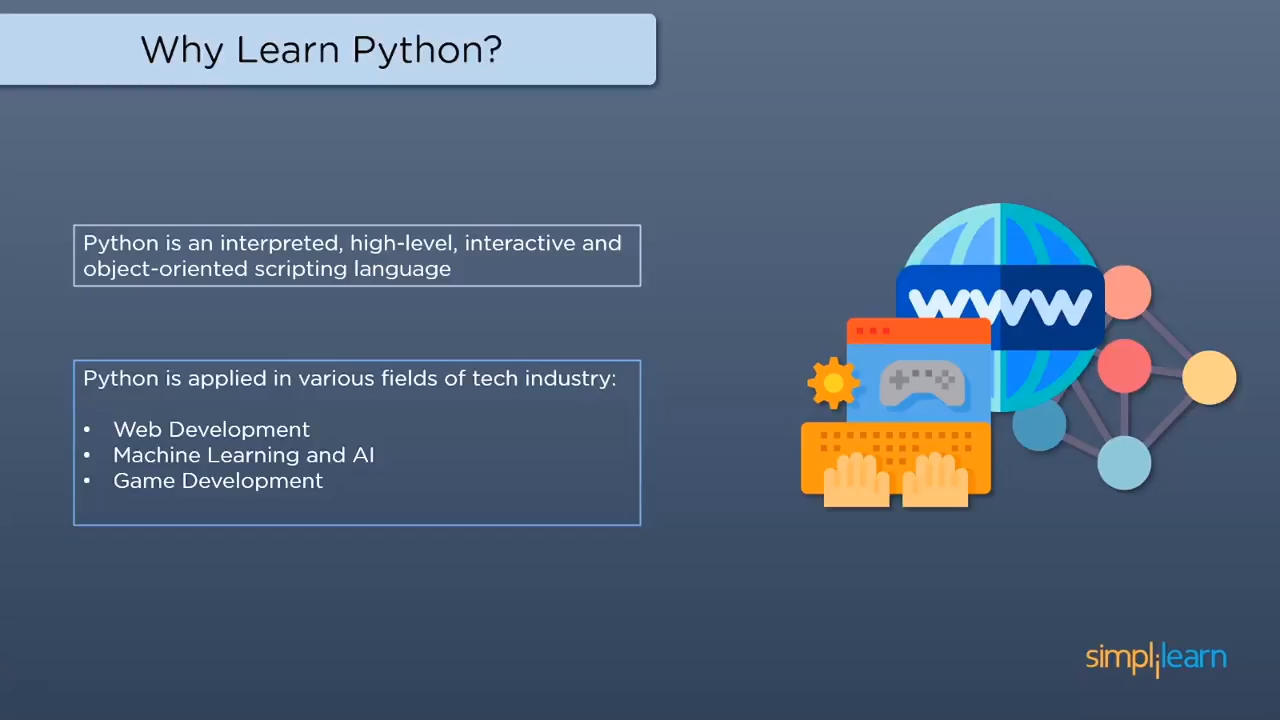 Why Learn Python?
Python is an interpreted, high-level, interactive and
object-oriented scripting language
Python is applied in various fields of tech industry:
• Web Development
• Machine Learning and AI
• Game Development
www
simplilearn